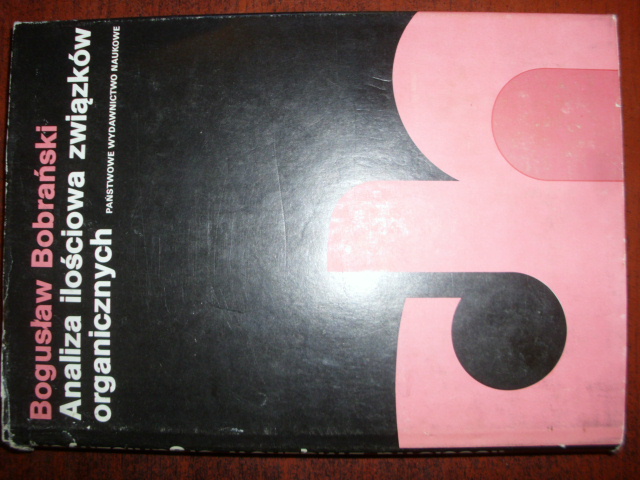 Bogusław Bobrański
Analiza ilościowa związków
organicznych
PAŃSTWOWE WYDAWNICTWO NAUKOWE